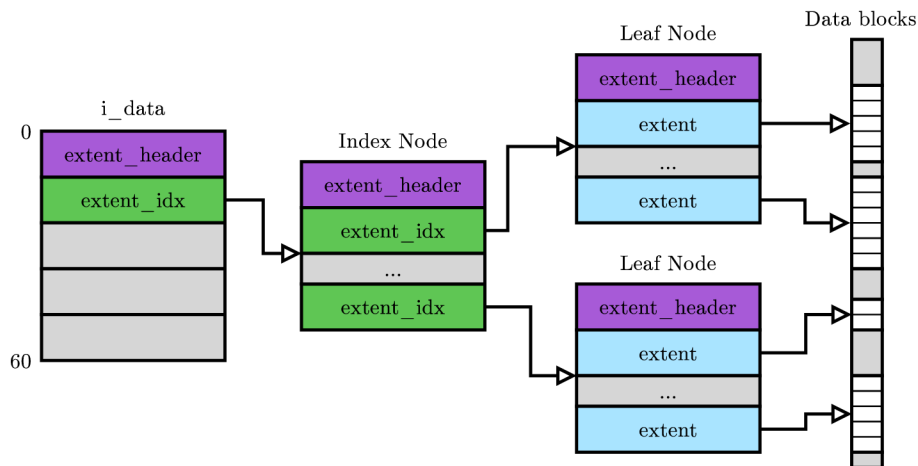 Data blocks
Leaf Node
extent_header
extent
...
extent
i_data
0
extent_header
extent_idx
60
Index Node
extent_header
extent_idx
...
extent_idx
Leaf Node
extent_header
extent
...
extent